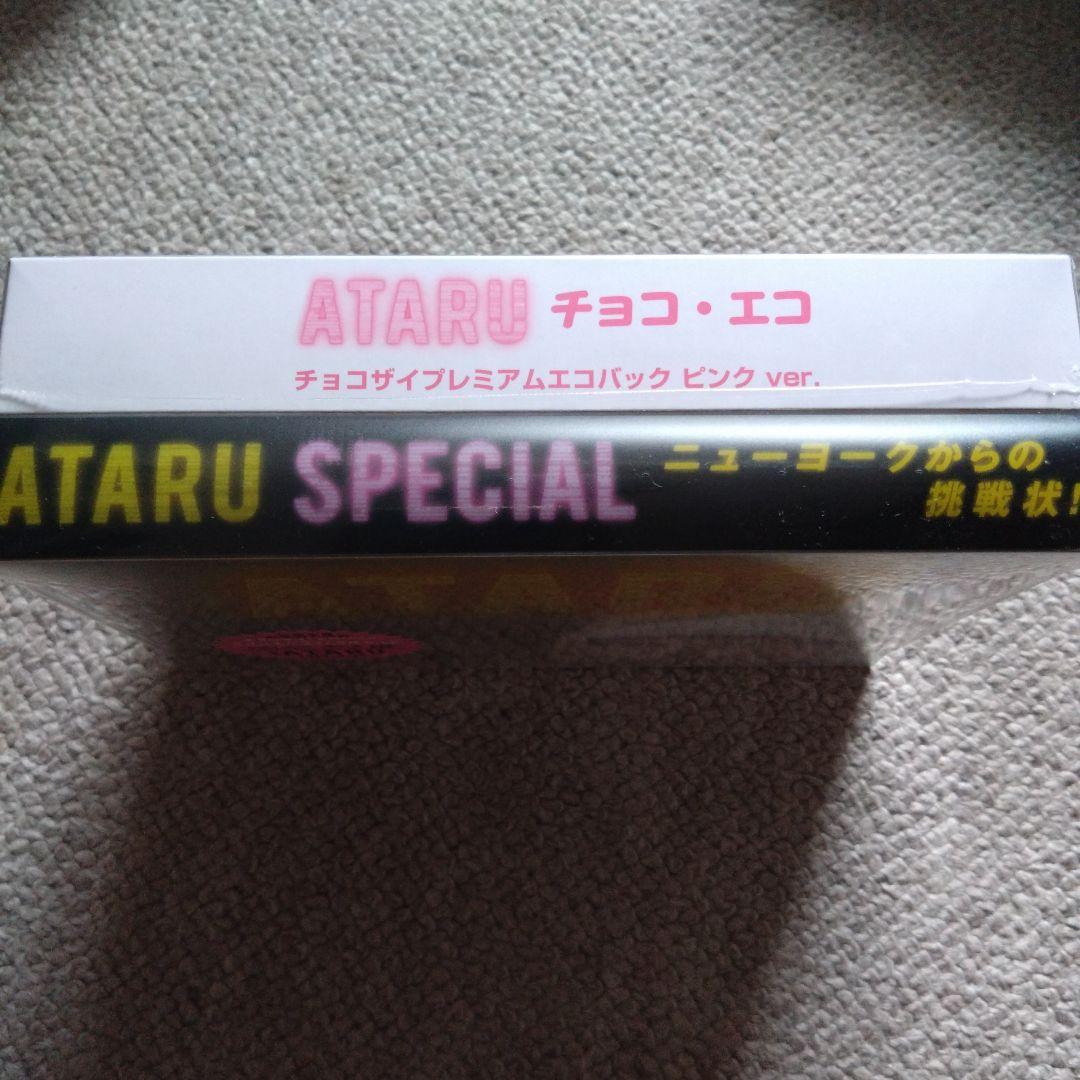 ATARU チョコ・エコ
チョコザイプレミアムエコバック ピンク ver.
ATARU SPECIAL ニューヨークからの
挑戦状!